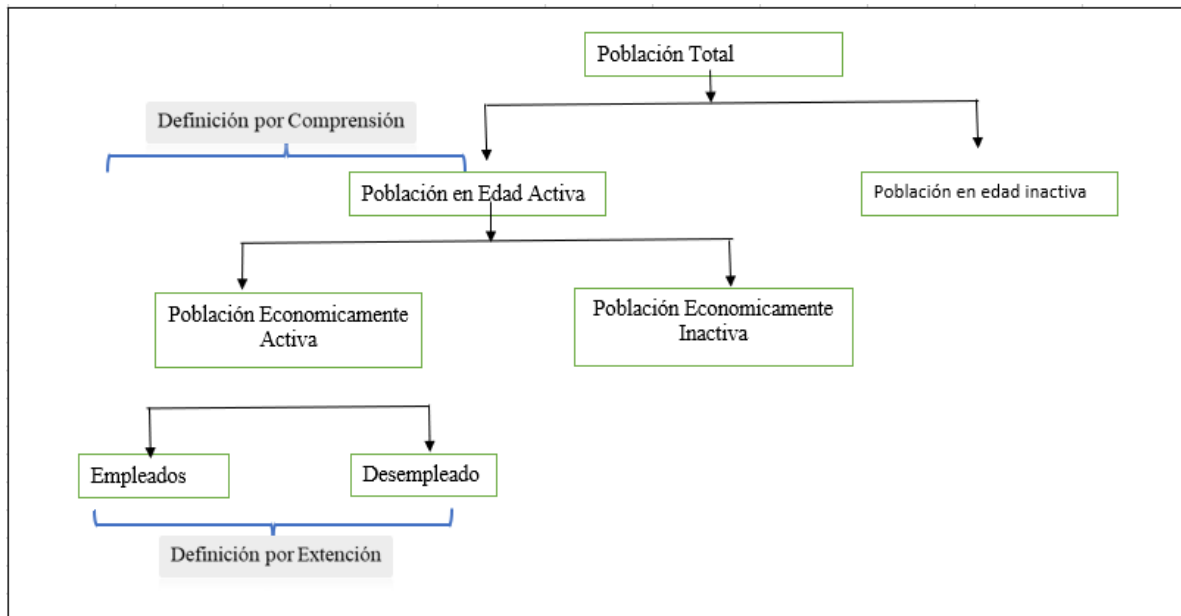 Población Total
Definición por Comprensión
Población en Edad Activa
Población en edad inactiva
Población Economicamente
Activa
Población Economicamente
Inactiva
Empleados
Desempleado
Definición por Extención